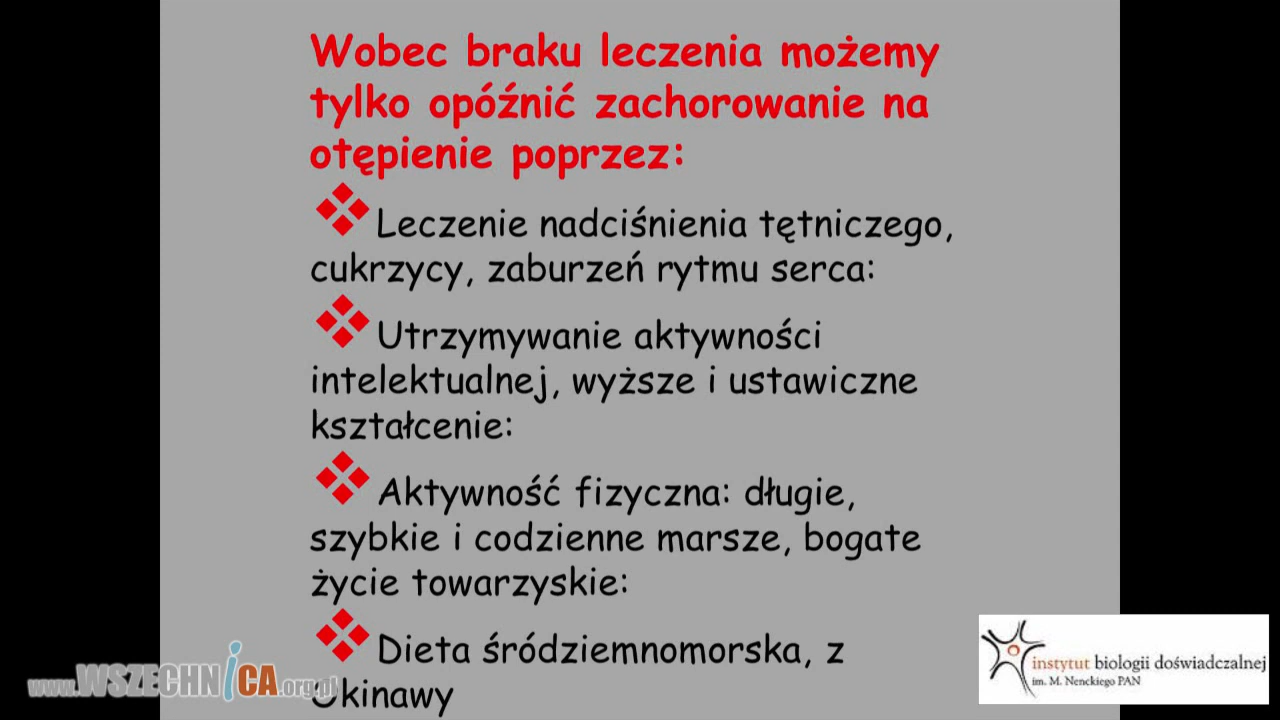 Wobec braku leczenia możemy
tylko opóźnić zachorowanie na
otępienie poprzez:
Leczenie nadciśnienia tętniczego,
cukrzycy, zaburzeń rytmu serca:
Utrzymywanie aktywności
intelektualnej, wyższe i ustawiczne
kształcenie:
Aktywność fizyczna: długie,
szybkie i codzienne marsze, bogate
życie towarzyskie:
Dieta śródziemnomorska, z
Okinawy
www.WSZECHNiCA.org.pl
instytut biologii doświadczalnej
im. M. Nenckiego PAN